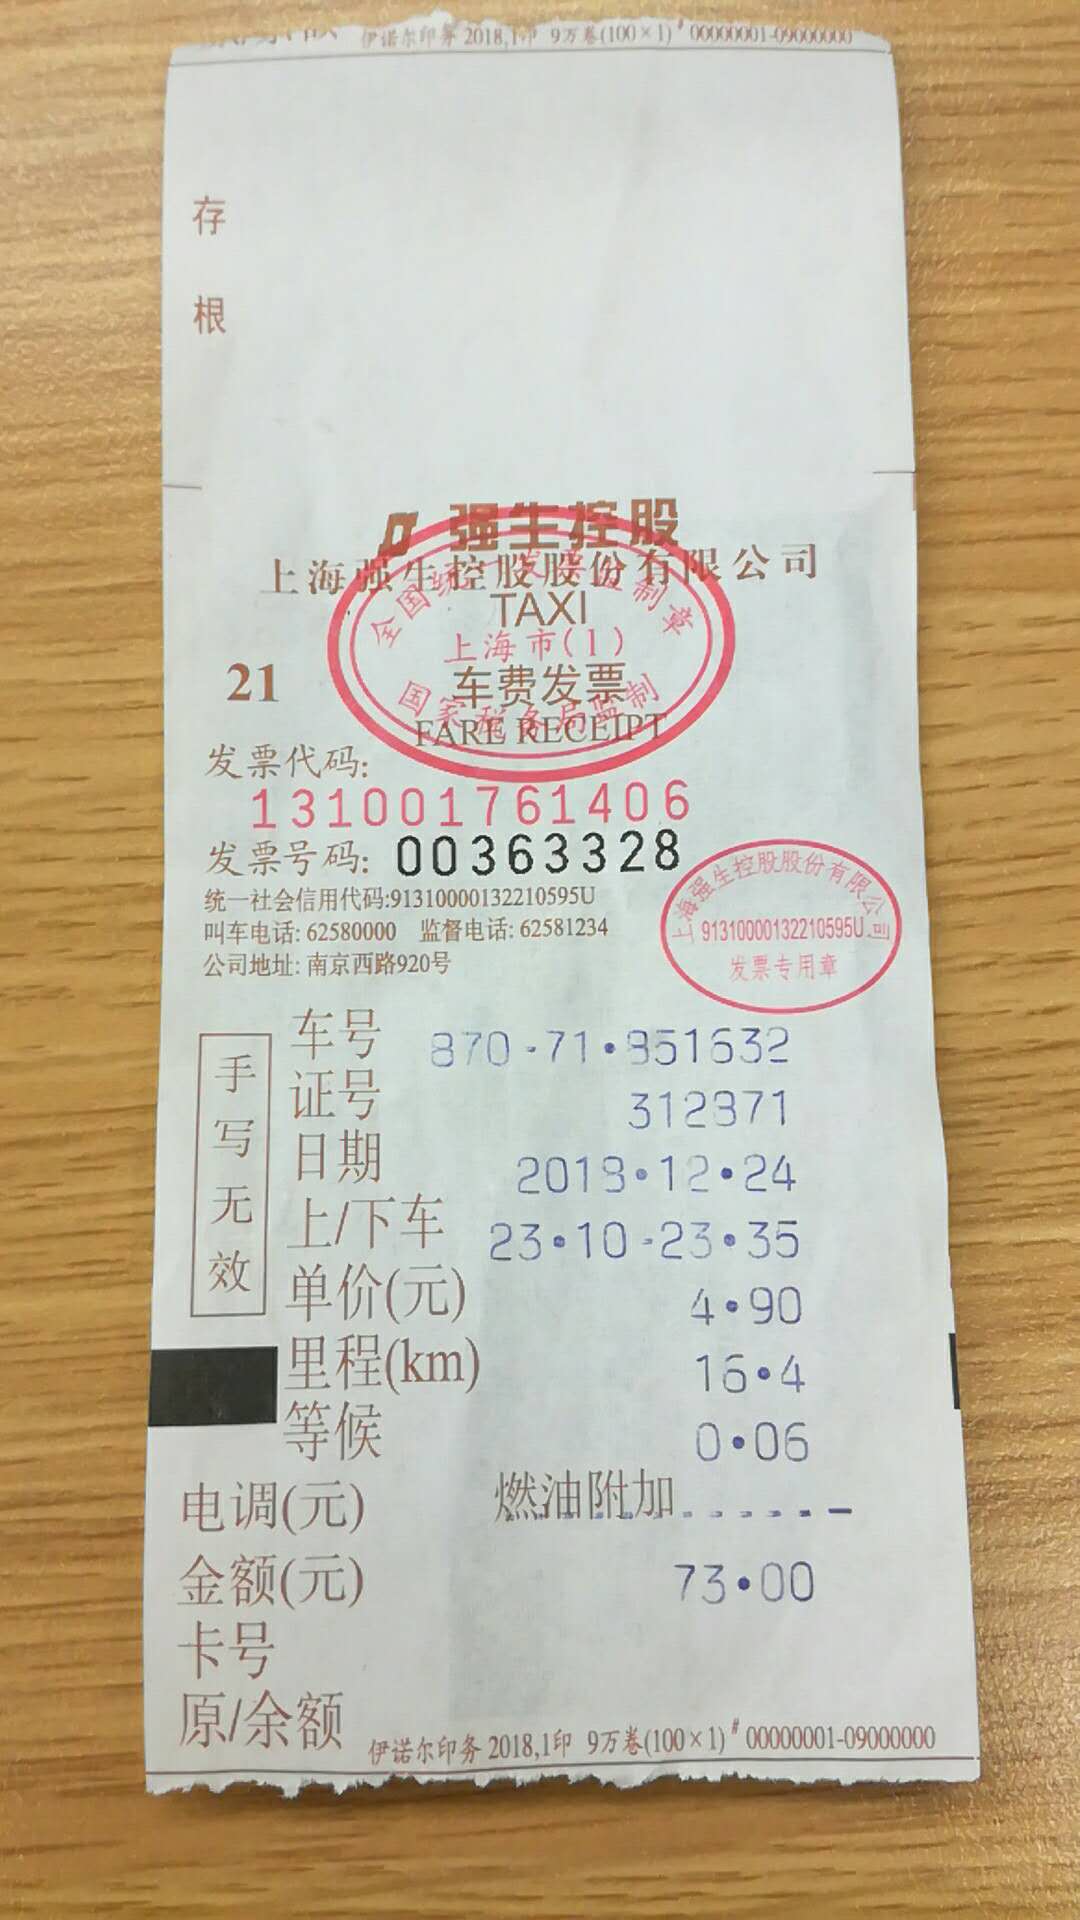 伊诺尔印务 2018,1印 9万卷(100×1)# 00000001-09000000
存
根
强生控股
上海强生控股股份有限公司
TAXI
全国统一发票监制章
上海市(1)
国家税务局监制
车费发票
FARE RECEIPT
21
发票代码:
131001761406
发票号码: 00363328
统一社会信用代码:91310000132210595U
叫车电话: 62580000 监督电话: 62581234
公司地址: 南京西路920号
上海强生控股股份有限公司
91310000132210595U
发票专用章
手写无效
车号 870-71·
证号
日期 ·12·24
上/下车 23·10-23·35
单价(元) 4·90
里程(km) 16·4
等候 0·06
电调(元) 燃油附加
金额(元) 73·00
卡号
原/余额
伊诺尔印务 2018,1印 9万卷(100×1)# 00000001-09000000